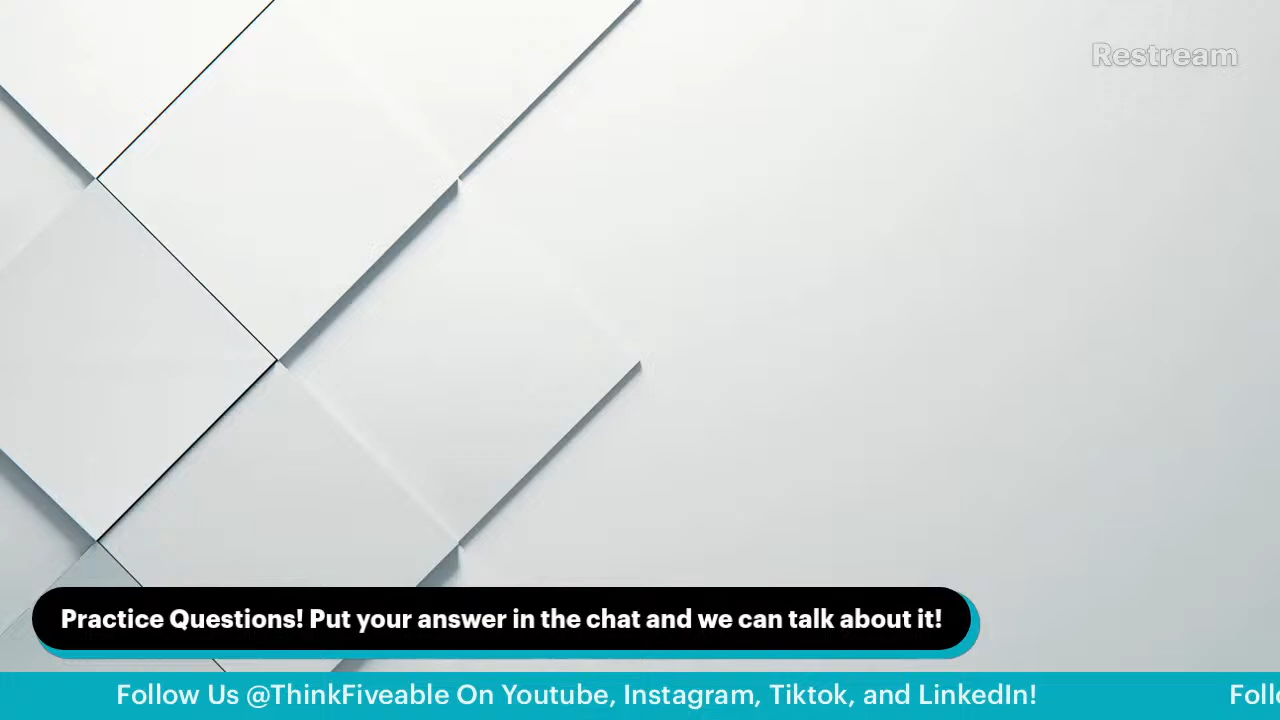 Restream
Practice Questions! Put your answer in the chat and we can talk about it!
Follow Us @ThinkFiveable On Youtube, Instagram, Tiktok, and LinkedIn!